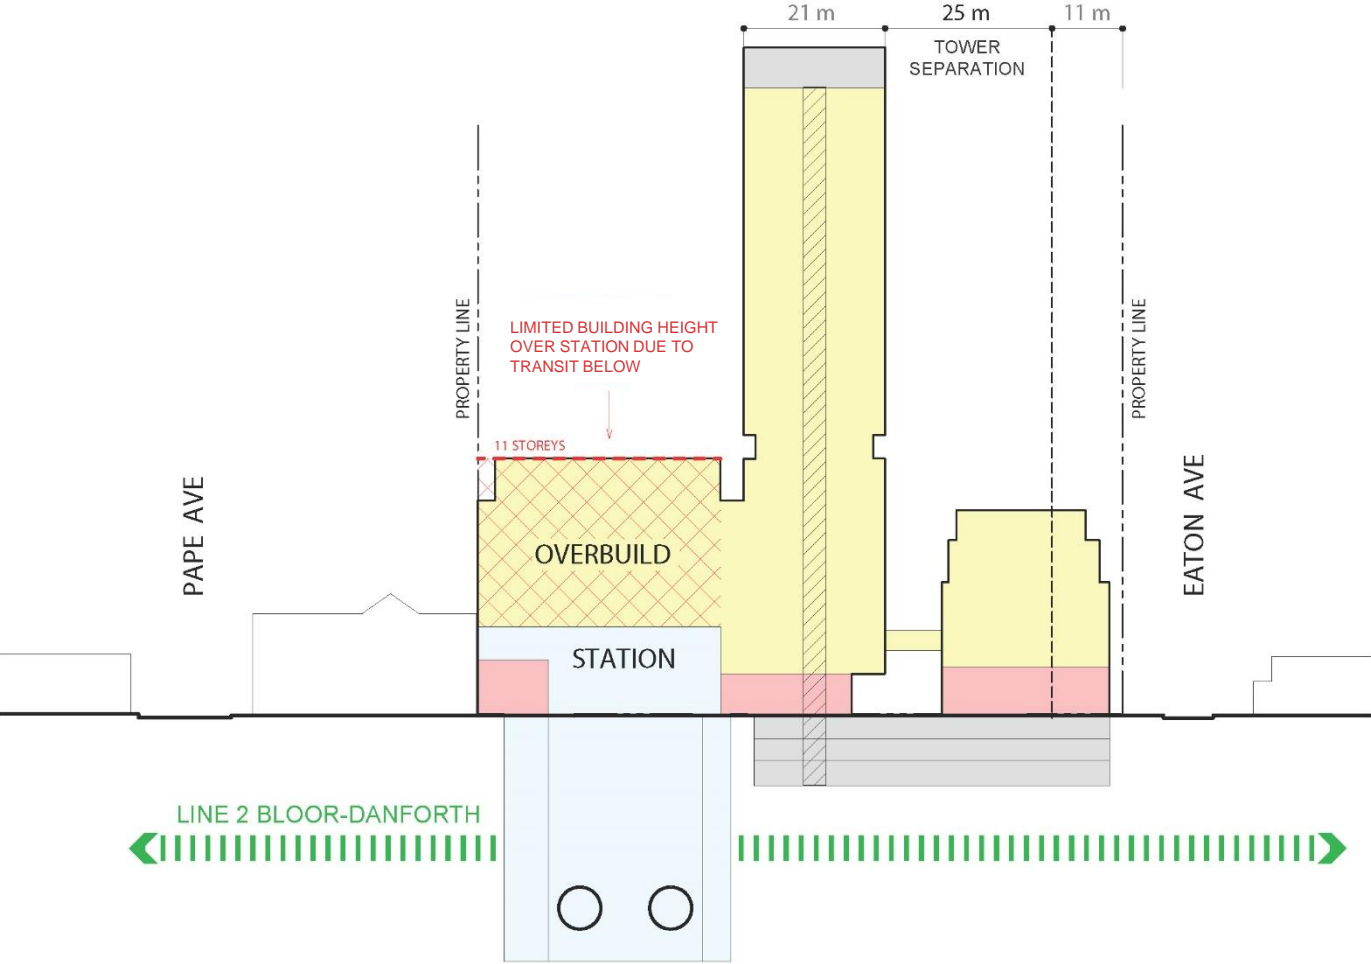 21 m
25 m
11 m
TOWER
SEPARATION
PROPERTY LINE
LIMITED BUILDING HEIGHT
OVER STATION DUE TO
TRANSIT BELOW
PROPERTY LINE
11 STOREYS
PAPE AVE
EATON AVE
OVERBUILD
STATION
LINE 2 BLOOR-DANFORTH